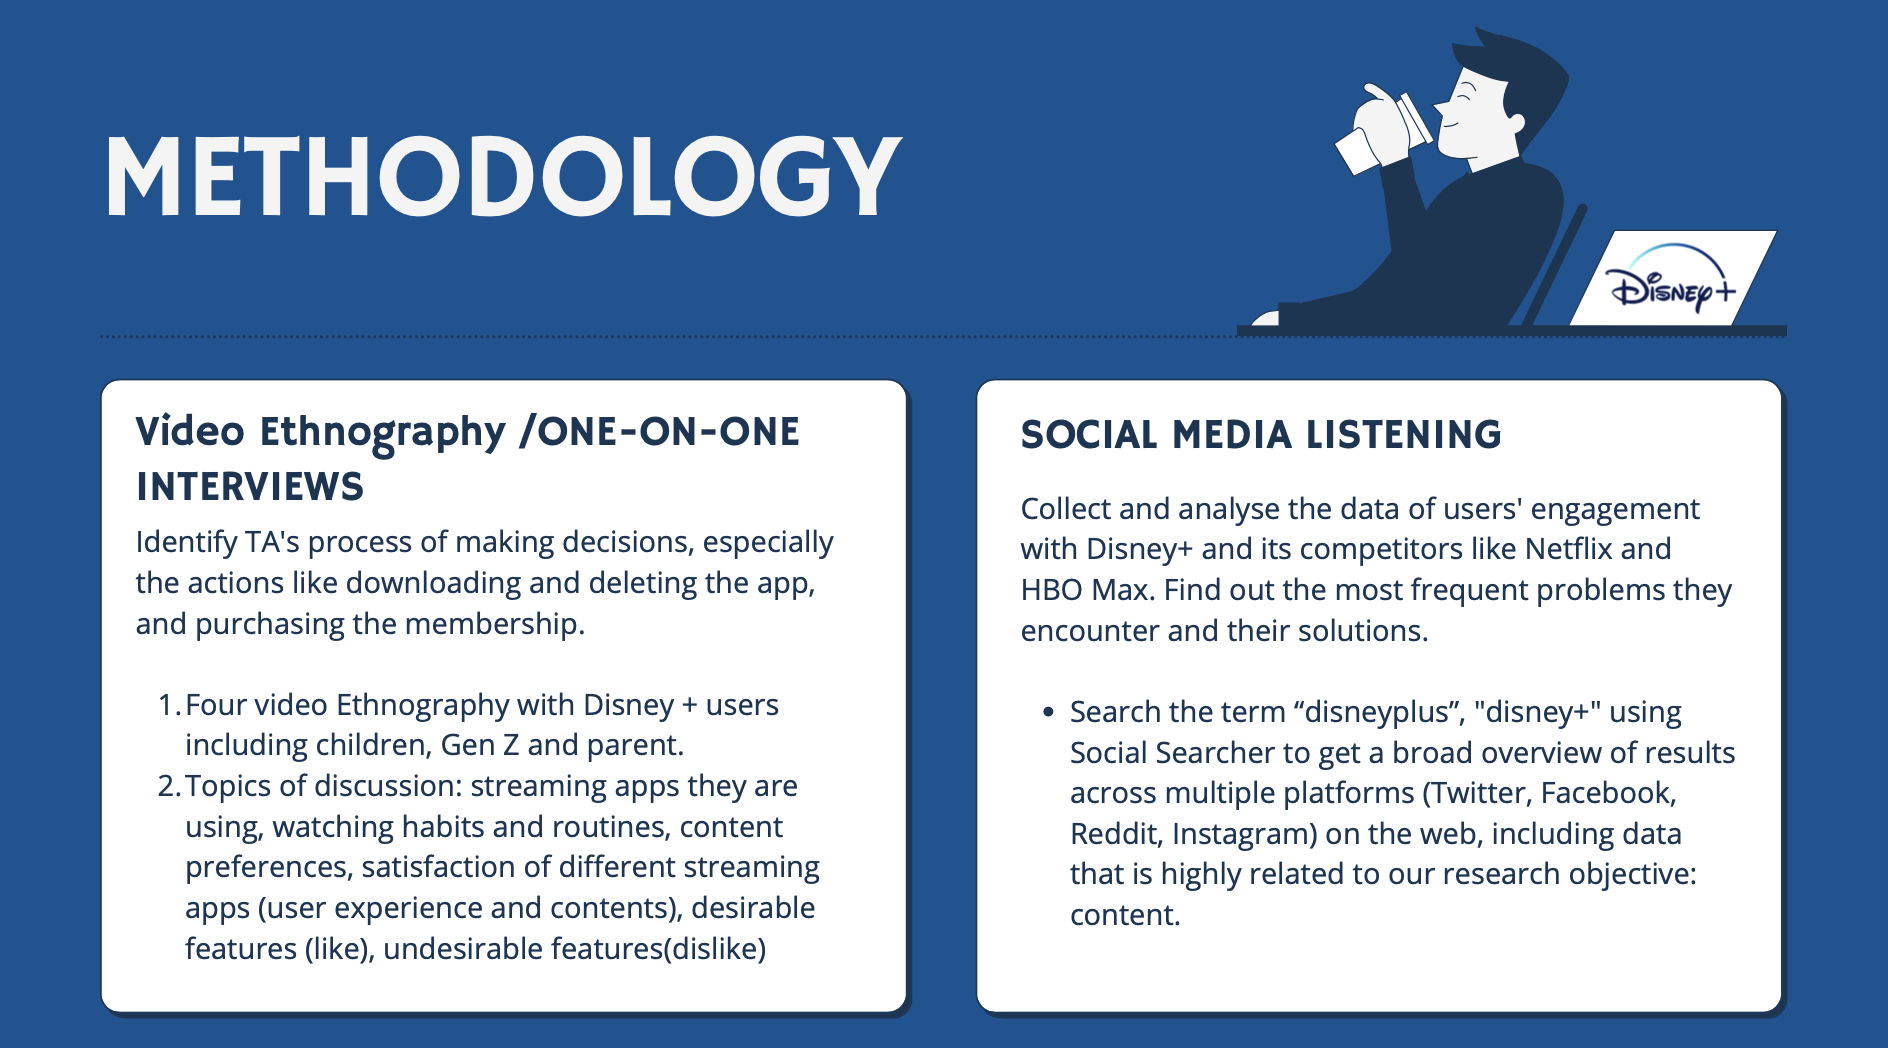 METHODOLOGY
Disney+
Video Ethnography /ONE-ON-ONE
INTERVIEWS
Identify TA's process of making decisions, especially
the actions like downloading and deleting the app,
and purchasing the membership.
1. Four video Ethnography with Disney + users
including children, Gen Z and parent.
2. Topics of discussion: streaming apps they are
using, watching habits and routines, content
preferences, satisfaction of different streaming
apps (user experience and contents), desirable
features (like), undesirable features(dislike)
SOCIAL MEDIA LISTENING
Collect and analyse the data of users' engagement
with Disney+ and its competitors like Netflix and
HBO Max. Find out the most frequent problems they
encounter and their solutions.
• Search the term “disneyplus”, "disney+" using
Social Searcher to get a broad overview of results
across multiple platforms (Twitter, Facebook,
Reddit, Instagram) on the web, including data
that is highly related to our research objective:
content.